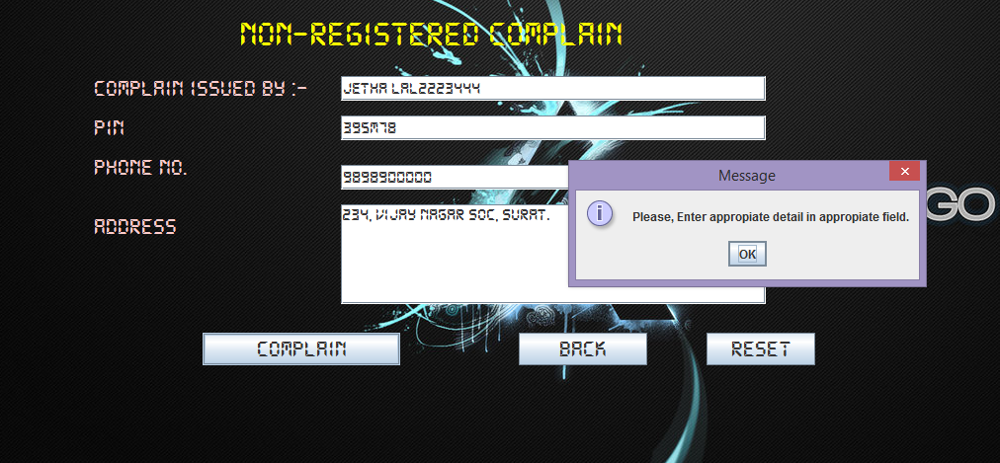 NON-REGISTERED COMPLAIN
COMPLAIN ISSUED BY :-
JETHA LAL2223444
PIN
395M78
PHONE NO.
9898900000
Message
Please, Enter appropiate detail in appropiate field.
OK
GO
ADDRESS
234, VIJAY NAGAR SOC, SURAT.
COMPLAIN
BACK
RESET